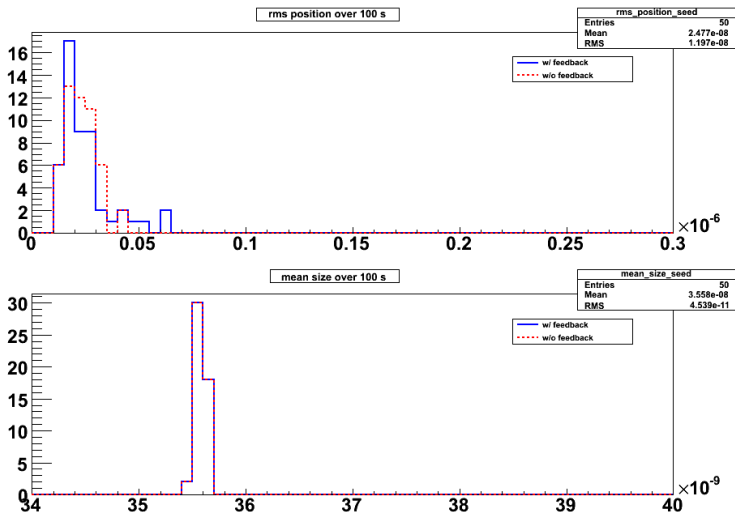 rms position over 100 s
rms_position_seed
Entries 50
Mean 2.477e-08
RMS 1.197e-08
w/ feedback
w/o feedback
16
14
12
10
8
6
4
2
0
0 0.05 0.1 0.15 0.2 0.25 0.3
×10-6
mean size over 100 s
mean_size_seed
Entries 50
Mean 3.558e-08
RMS 4.539e-11
w/ feedback
w/o feedback
30
25
20
15
10
5
0
34 35 36 37 38 39 40
×10-9